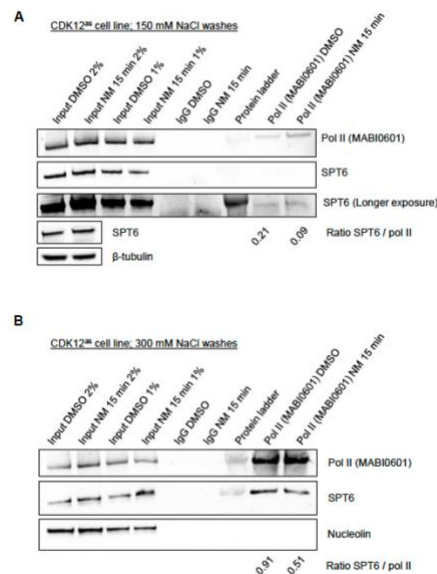 A
CDK12as cell line; 150 mM NaCl washes
Input DMSO 2%
Input NM 15 min 2%
Input DMSO 1%
Input NM 15 min 1%
IgG DMSO
IgG NM 15 min
Protein ladder
Pol II (MABI0601) DMSO
Pol II (MABI0601) NM 15 min
Pol II (MABI0601)
SPT6
SPT6 (Longer exposure)
0.21
0.09
Ratio SPT6 / pol II
SPT6
β-tubulin
B
CDK12as cell line; 300 mM NaCl washes
Input DMSO 2%
Input NM 15 min 2%
Input DMSO 1%
Input NM 15 min 1%
IgG DMSO
IgG NM 15 min
Protein ladder
Pol II (MABI0601) DMSO
Pol II (MABI0601) NM 15 min
Pol II (MABI0601)
SPT6
Nucleolin
0.91
0.51
Ratio SPT6 / pol II